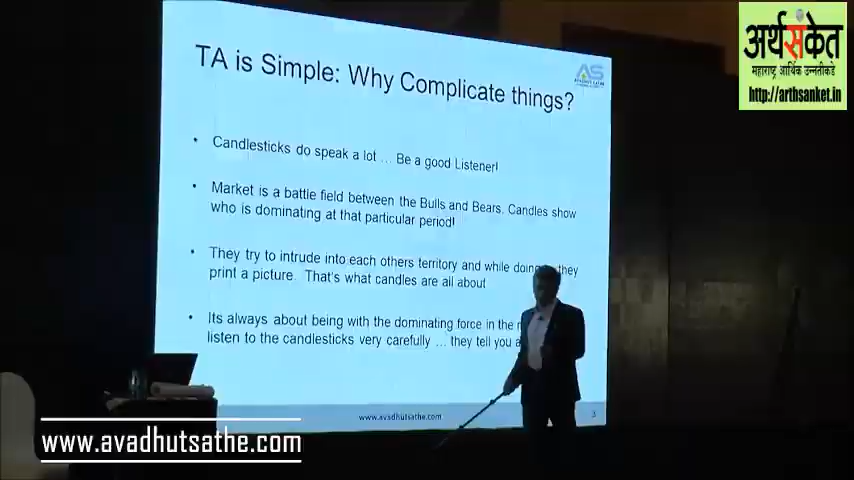 TA is Simple: Why Complicate things?
AS
Candlesticks do speak a lot ... Be a good Listener!
Market is a battle field between the Bulls and Bears. Candles show
who is dominating at that particular period!
They try to intrude into each others territory and while doing they
print a picture. That's what candles are all about
Its always about being with the dominating force in the
listen to the candlesticks very carefully ... they tell you
www.avadhutsathe.com
3
अर्थसंकेत
महाराष्ट्र आर्थिक उन्नतीकडे
http://arthsanket.in
www.avadhutsathe.com